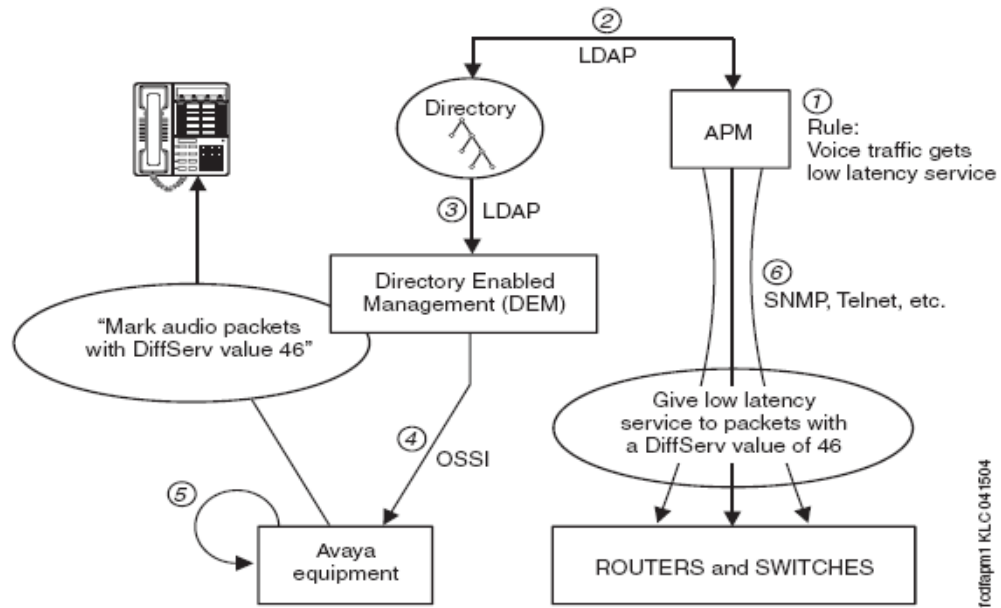 ②
LDAP
Directory
APM
①
Rule:
Voice traffic gets
low latency service
③ LDAP
Directory Enabled
Management (DEM)
⑥
SNMP, Telnet, etc.
“Mark audio packets
with DiffServ value 46”
Give low latency
service to packets with
a DiffServ value of 46
④
OSSI
⑤
Avaya
equipment
ROUTERS and SWITCHES
fcdfapm1 KLC 041504